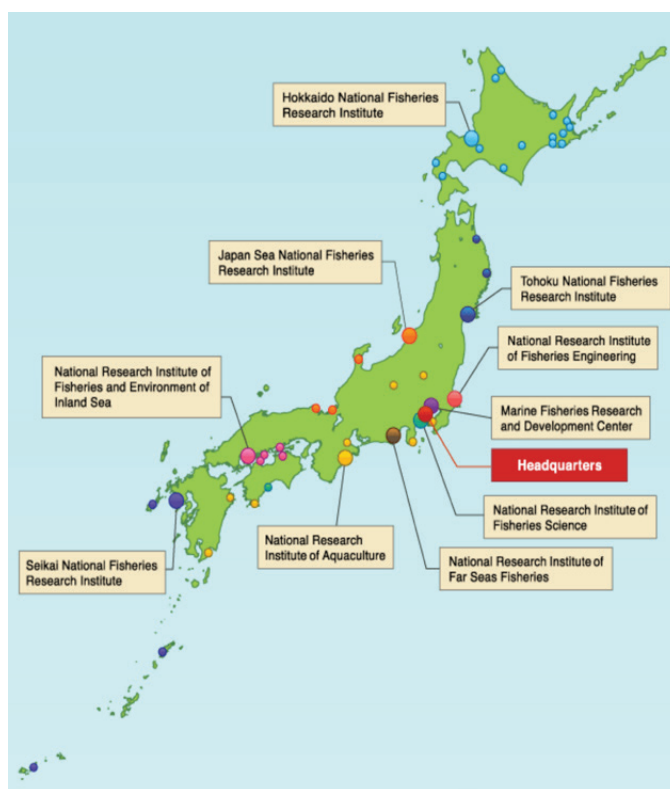 Hokkaido National Fisheries
Research Institute
Japan Sea National Fisheries
Research Institute
Tohoku National Fisheries
Research Institute
National Research Institute
of Fisheries Engineering
National Research Institute of
Fisheries and Environment of
Inland Sea
Marine Fisheries Research
and Development Center
Headquarters
National Research Institute of
Fisheries Science
National Research
Institute of Aquaculture
National Research Institute of
Far Seas Fisheries
Seikai National Fisheries
Research Institute